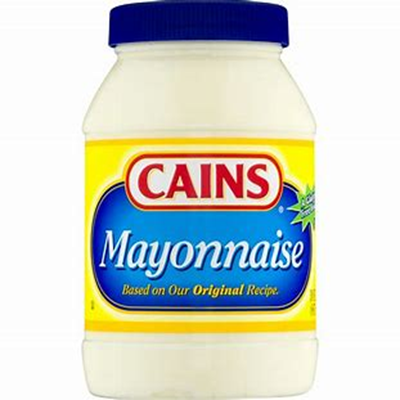 CAINS
®
Mayonnaise
Based on Our Original Recipe.